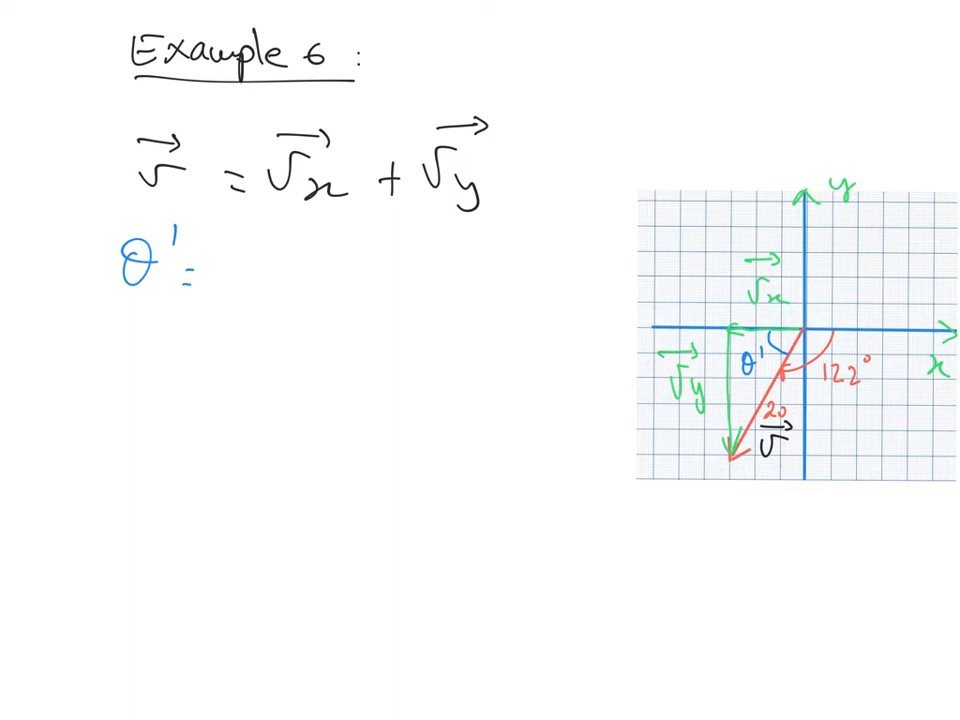 Example 6 :
v⃗ = v⃗x + v⃗y
θ' =
y
v⃗x
x
θ'
122°
v⃗y
20
v⃗